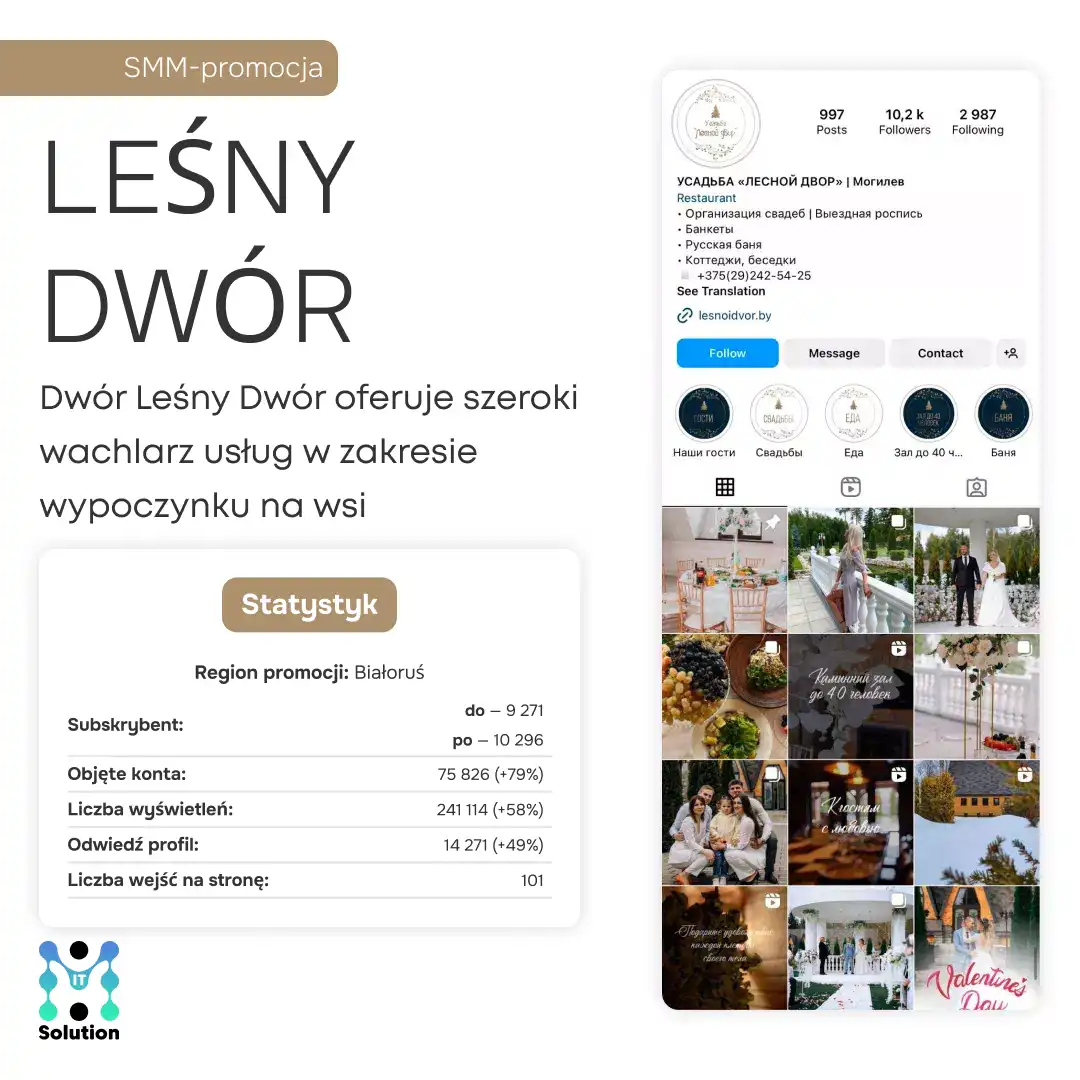 SMM-promocja
LEŚNY
DWÓR
Dwór Leśny Dwór oferuje szeroki
wachlarz usług w zakresie
wypoczynku na wsi
Statystyk
Region promocji: Białoruś
Subskrybent:
do – 9 271
po – 10 296
Objęte konta: 75 826 (+79%)
Liczba wyświetleń: 241 114 (+58%)
Odwiedź profil: 14 271 (+49%)
Liczba wejść na stronę: 101
IT
Solution
Усадьба
"Лесной двор"
997 10,2 k 2 987
Posts Followers Following
УСАДЬБА «ЛЕСНОЙ ДВОР» | Могилев
Restaurant
• Организация свадеб | Выездная роспись
• Банкеты
• Русская баня
• Коттеджи, беседки
+375(29)242-54-25
See Translation
lesnoidvor.by
Follow Message Contact
ГОСТИ СВАДЬБЫ ЕДА ЗАЛ ДО 40 ЧЕЛОВЕК БАНЯ
Наши гости Свадьбы Еда Зал до 40 ч... Баня
Каминный зал
до 40 человек
К гостям
с любовью
Подарите удовольствие
каждой клетке
своего тела
Valentine's
Day